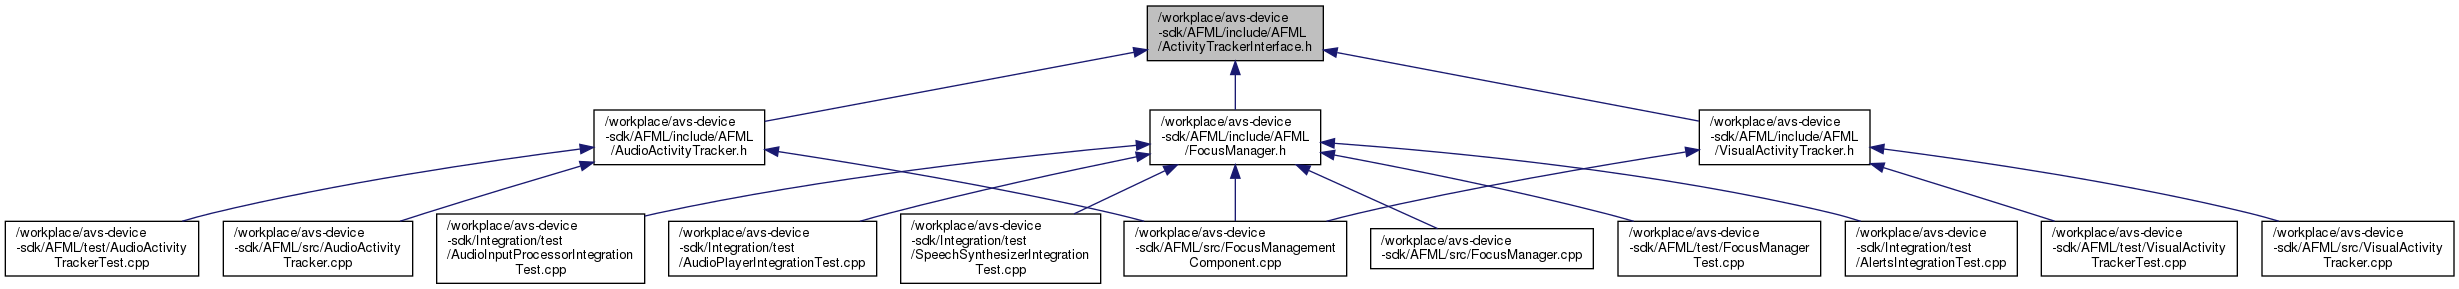 /workplace/avs-device
-sdk/AFML/include/AFML
/ActivityTrackerInterface.h
/workplace/avs-device
-sdk/AFML/include/AFML
/AudioActivityTracker.h
/workplace/avs-device
-sdk/AFML/include/AFML
/FocusManager.h
/workplace/avs-device
-sdk/AFML/include/AFML
/VisualActivityTracker.h
/workplace/avs-device
-sdk/AFML/test/AudioActivity
TrackerTest.cpp
/workplace/avs-device
-sdk/AFML/src/AudioActivity
Tracker.cpp
/workplace/avs-device
-sdk/Integration/test
/AudioInputProcessorIntegration
Test.cpp
/workplace/avs-device
-sdk/Integration/test
/AudioPlayerIntegrationTest.cpp
/workplace/avs-device
-sdk/Integration/test
/SpeechSynthesizerIntegration
Test.cpp
/workplace/avs-device
-sdk/AFML/src/FocusManagement
Component.cpp
/workplace/avs-device
-sdk/AFML/src/FocusManager.cpp
/workplace/avs-device
-sdk/AFML/test/FocusManager
Test.cpp
/workplace/avs-device
-sdk/Integration/test
/AlertsIntegrationTest.cpp
/workplace/avs-device
-sdk/AFML/test/VisualActivity
TrackerTest.cpp
/workplace/avs-device
-sdk/AFML/src/VisualActivity
Tracker.cpp